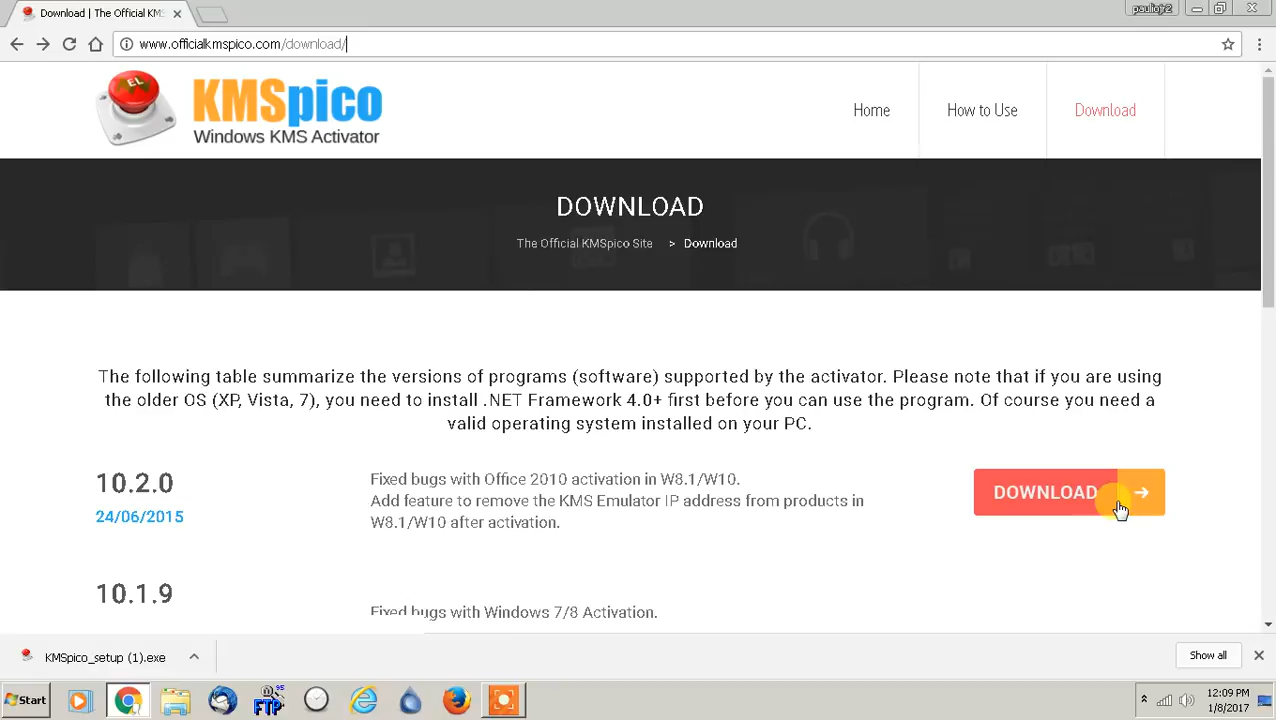 Download | The Official KMS
pauliojr2
www.officialkmspico.com/download/
EL
KMSpico
Windows KMS Activator
Home
How to Use
Download
DOWNLOAD
The Official KMSpico Site > Download
The following table summarize the versions of programs (software) supported by the activator. Please note that if you are using
the older OS (XP, Vista, 7), you need to install .NET Framework 4.0+ first before you can use the program. Of course you need a
valid operating system installed on your PC.
10.2.0
24/06/2015
Fixed bugs with Office 2010 activation in W8.1/W10.
Add feature to remove the KMS Emulator IP address from products in
W8.1/W10 after activation.
DOWNLOAD
10.1.9
Fixed bugs with Windows 7/8 Activation.
KMSpico_setup (1).exe
Show all
Start
FTP
12:09 PM
1/8/2017